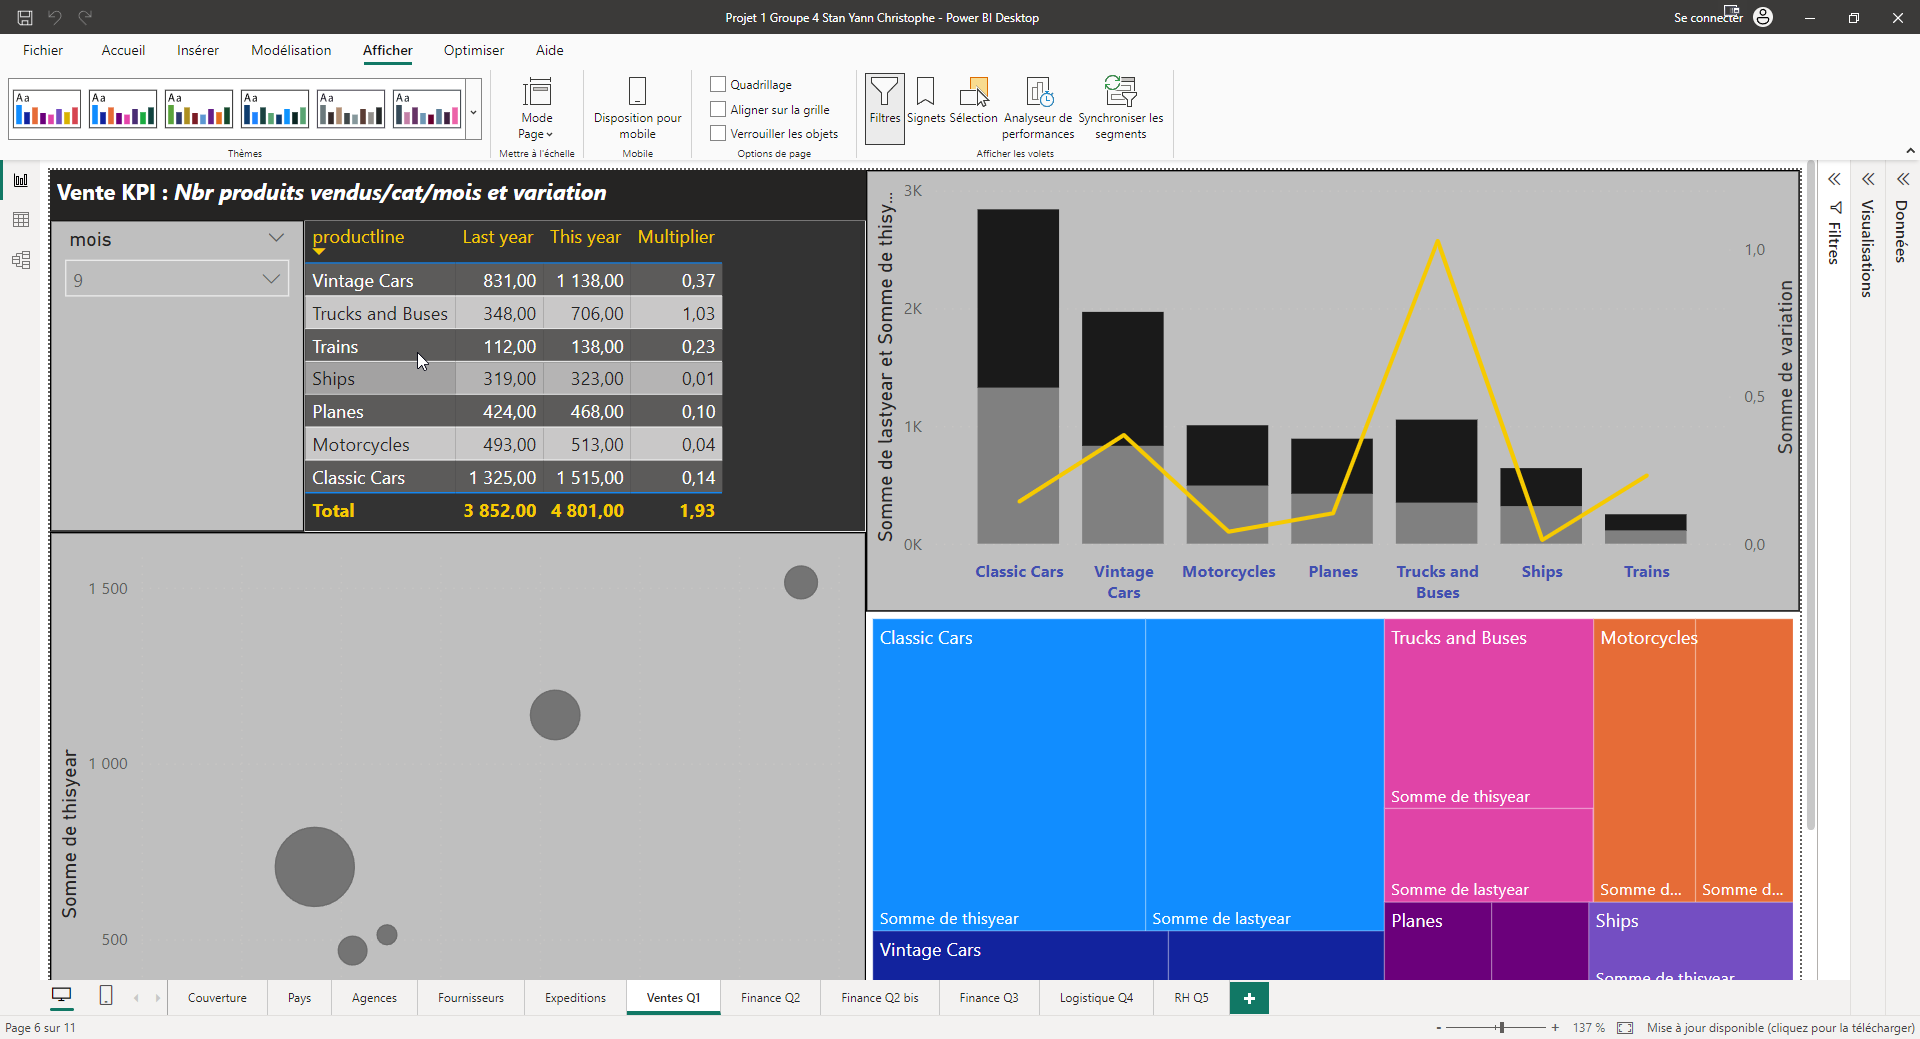 Projet 1 Groupe 4 Stan Yann Christophe - Power BI Desktop
Se connecter
Fichier
Accueil
Insérer
Modélisation
Afficher
Optimiser
Aide
Aa
Aa
Aa
Aa
Aa
Aa
Thèmes
Mode
Page
Mettre à l'échelle
Disposition pour
mobile
Mobile
Quadrillage
Aligner sur la grille
Verrouiller les objets
Options de page
Filtres
Signets
Sélection
Analyseur de
performances
Synchroniser les
segments
Afficher les volets
Vente KPI : Nbr produits vendus/cat/mois et variation
mois
9
productline Last year This year Multiplier
Vintage Cars 831,00 1 138,00 0,37
Trucks and Buses 348,00 706,00 1,03
Trains 112,00 138,00 0,23
Ships 319,00 323,00 0,01
Planes 424,00 468,00 0,10
Motorcycles 493,00 513,00 0,04
Classic Cars 1 325,00 1 515,00 0,14
Total 3 852,00 4 801,00 1,93
Somme de lastyear et Somme de thisy...
3K
2K
1K
0K
1,0
0,5
0,0
Somme de variation
Classic Cars
Vintage
Cars
Motorcycles
Planes
Trucks and
Buses
Ships
Trains
Somme de thisyear
1 500
1 000
500
Classic Cars
Somme de thisyear
Somme de lastyear
Vintage Cars
Trucks and Buses
Somme de thisyear
Somme de lastyear
Motorcycles
Somme d...
Somme d...
Planes
Ships
Somme de thisyear
Filtres
Visualisations
Données
Couverture
Pays
Agences
Fournisseurs
Expeditions
Ventes Q1
Finance Q2
Finance Q2 bis
Finance Q3
Logistique Q4
RH Q5
+
Page 6 sur 11
- + 137 %
Mise à jour disponible (cliquez pour la télécharger)